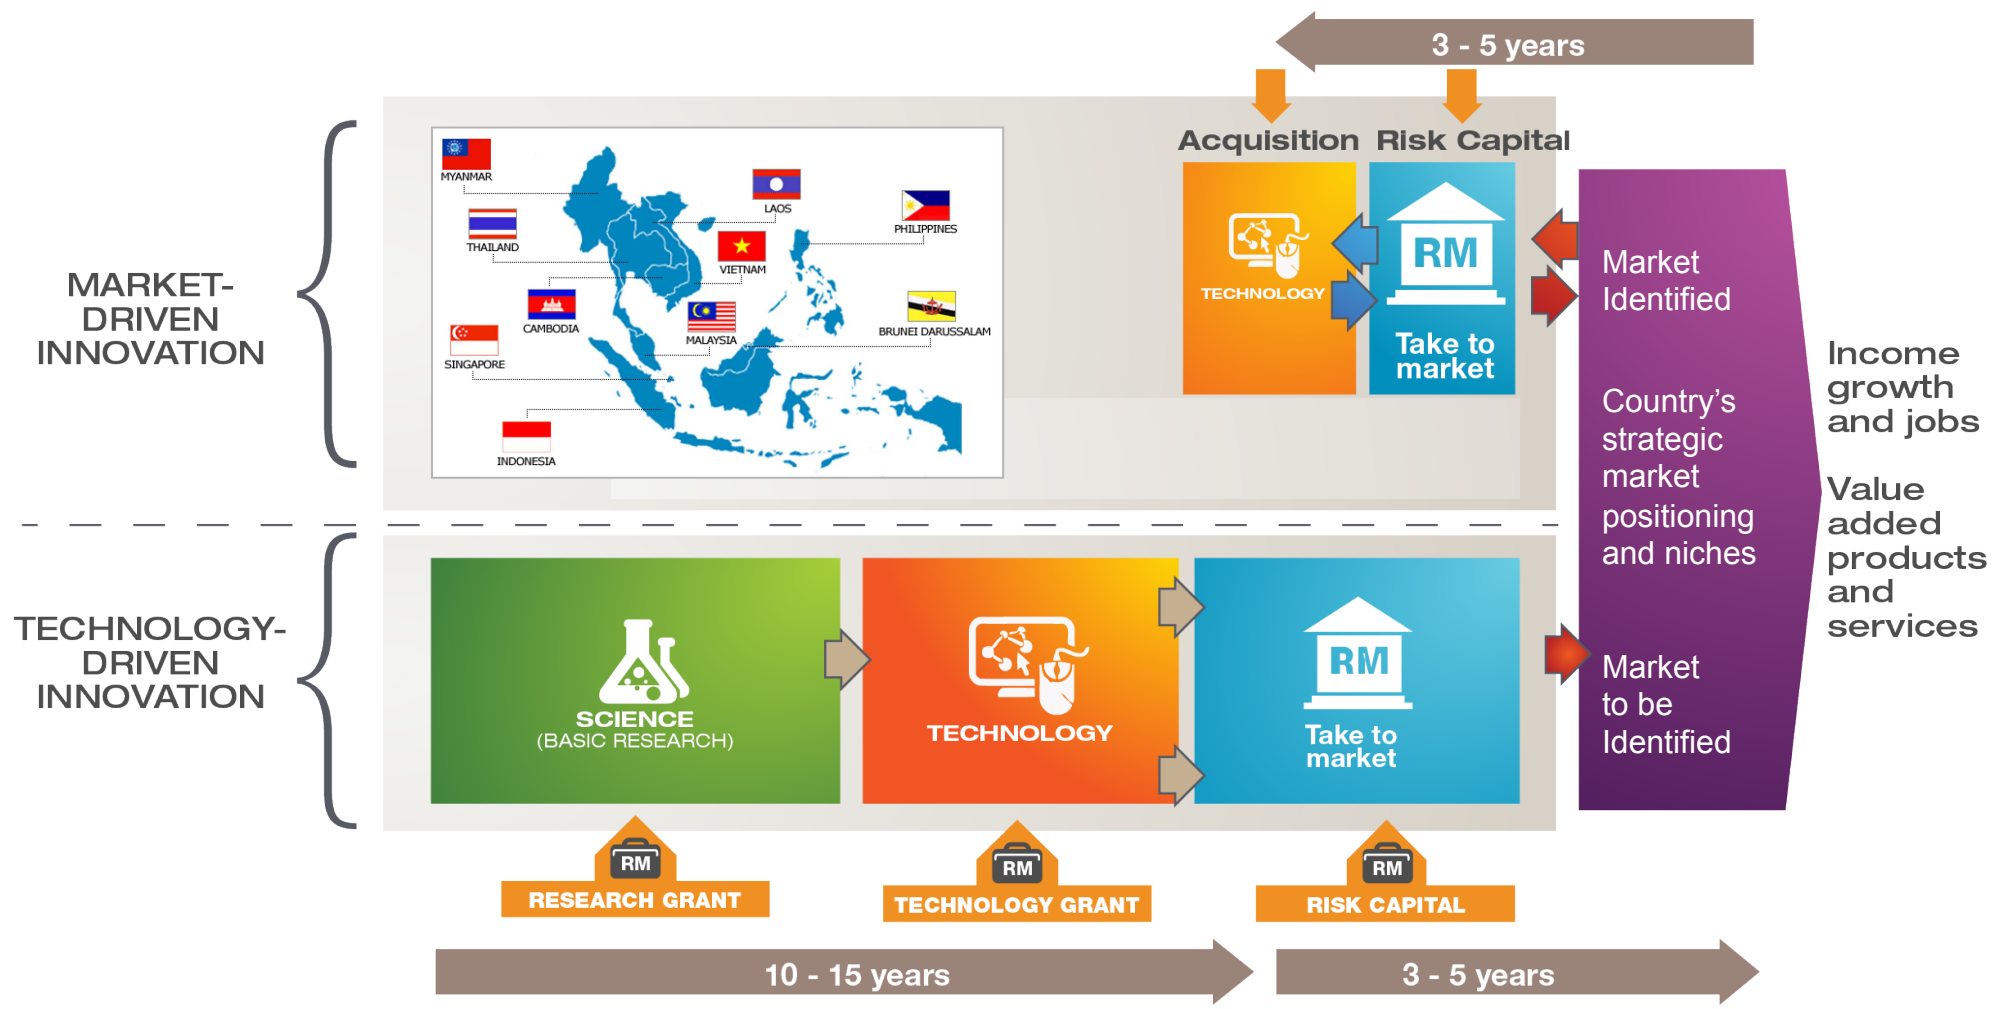 3 - 5 years
MARKET-
DRIVEN
INNOVATION
MYANMAR
LAOS
THAILAND
PHILIPPINES
VIETNAM
CAMBODIA
MALAYSIA
BRUNEI DARUSSALAM
SINGAPORE
INDONESIA
Acquisition
Risk Capital
TECHNOLOGY
RM
Take to
market
Market
Identified
Country's
strategic
market
positioning
and niches
Market
to be
Identified
Income
growth
and jobs
Value
added
products
and
services
TECHNOLOGY-
DRIVEN
INNOVATION
SCIENCE
(BASIC RESEARCH)
TECHNOLOGY
RM
Take to
market
RM
RESEARCH GRANT
RM
TECHNOLOGY GRANT
RM
RISK CAPITAL
10 - 15 years
3 - 5 years